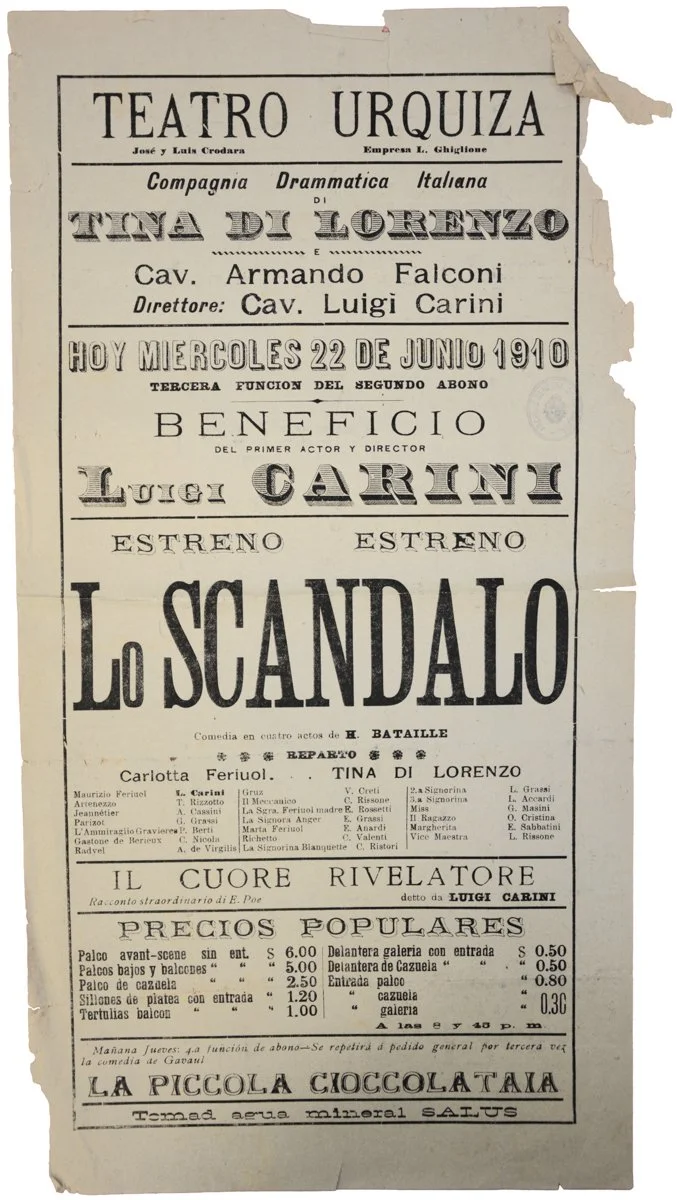 TEATRO URQUIZA
José y Luis Crodara Empresa L. Ghiglione
Compagnia Drammatica Italiana
DI
TINA DI LORENZO
E
Cav. Armando Falconi
Direttore: Cav. Luigi Carini
HOY MIERCOLES 22 DE JUNIO 1910
TERCERA FUNCION DEL SEGUNDO ABONO
BENEFICIO
DEL PRIMER ACTOR Y DIRECTOR
LUIGI CARINI
ESTRENO ESTRENO
LO SCANDALO
Comedia en cuatro actos de H. BATAILLE
REPARTO
Carlotta Feriuol. . . TINA DI LORENZO
Maurizio Feriuel L. Carini
Artenezzo T. Rizzotto
Jeannétier A. Cassini
Parizot G. Grassi
L'Ammiraglio Gravieres P. Berti
Gastone de Berieux C. Nicola
Radvel A. de Virgilis
Gruz V. Creti
Il Meccanico C. Rissone
La Sgra. Feriuol madre E. Rossetti
La Signora Anger E. Grassi
Marta Feriuol E. Anardi
Richetto C. Valenti
La Signorina Bianquette C. Ristori
2.a Signorina L. Grassi
3.a Signorina L. Accardi
Miss G. Masini
Il Ragazzo O. Cristina
Margherita E. Sabbatini
Vice Maestra L. Rissone
IL CUORE RIVELATORE
Racconto straordinario di E. Poe detto da LUIGI CARINI
PRECIOS POPULARES
Palco avant-scene sin ent. $ 6.00
Palcos bajos y balcones " " " 5.00
Palco de cazuela " " " 2.50
Sillones de platea con entrada " 1.20
Tertulias balcon " " " 1.00
Delantera galeria con entrada $ 0.50
Delantera de Cazuela " " . " 0.50
Entrada palco " 0.80
" cazuela "
" galeria " 0.30
A las 8 y 45 p. m.
Mañana Jueves: 4.a función de abono—Se repetirá á pedido general por tercera vez
la comedia de Gavaul
LA PICCOLA CIOCCOLATAIA
Tomad agua mineral SALUS